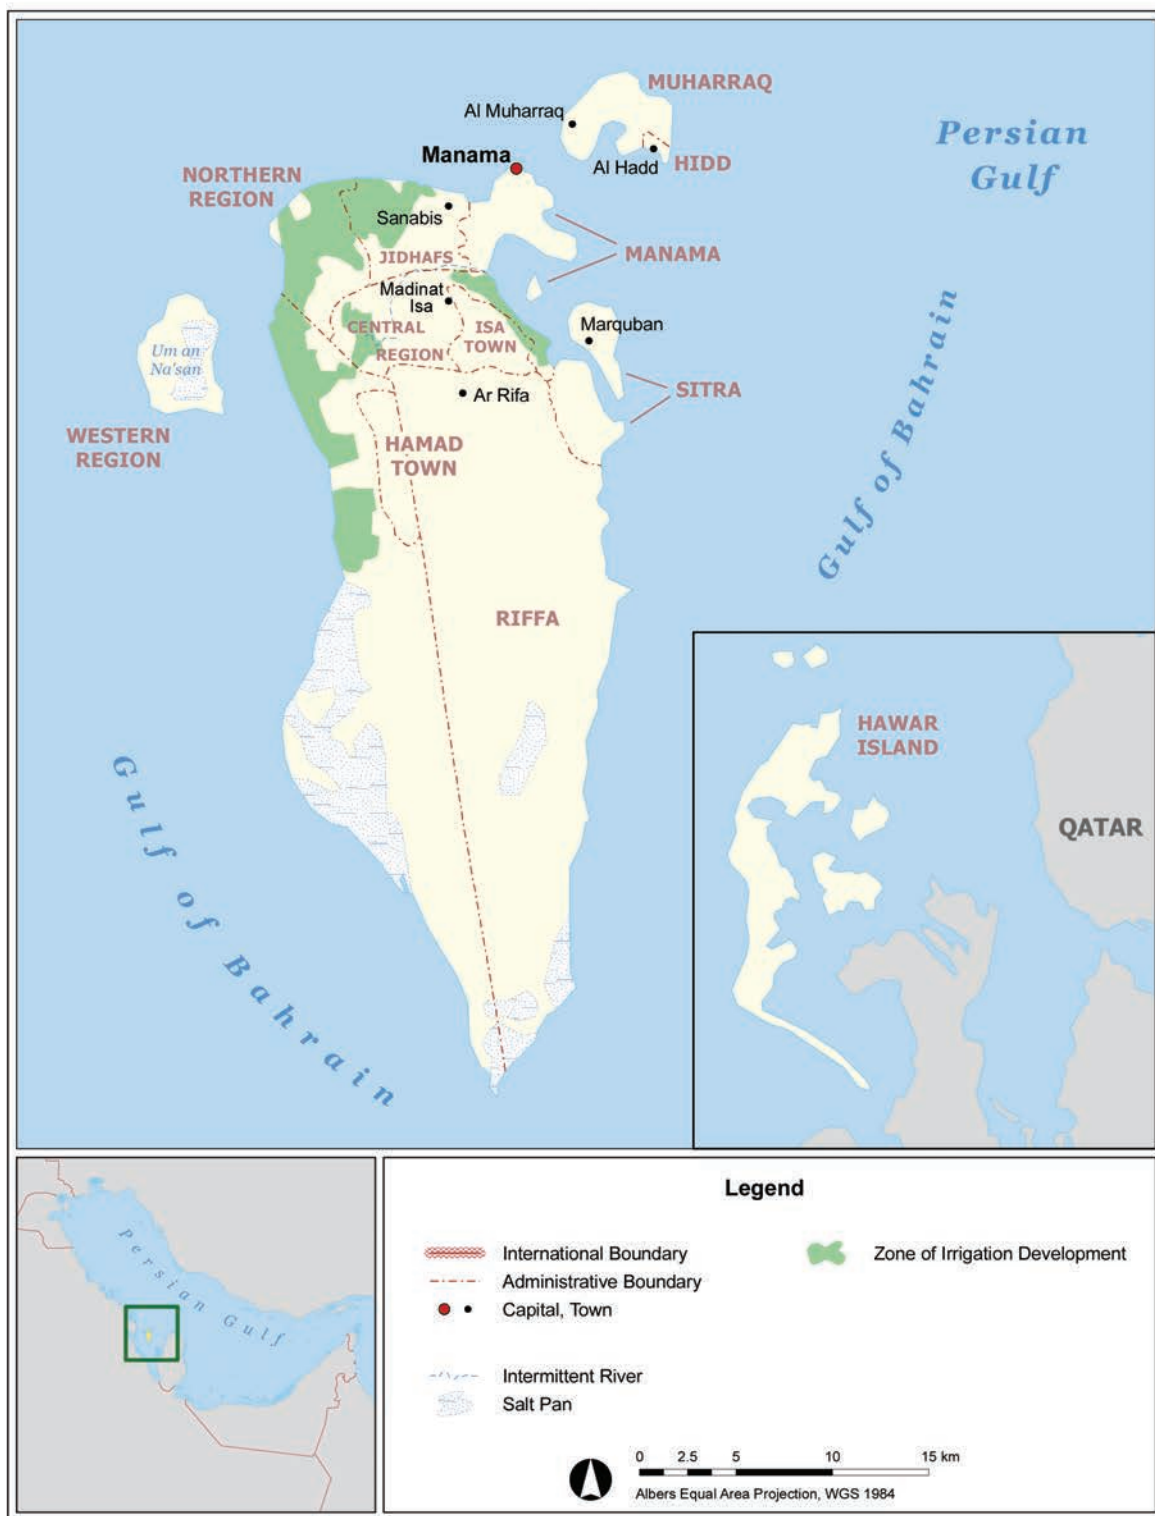 MUHARRAQ
Al Muharraq
Persian
Gulf
Manama
Al Hadd
HIDD
NORTHERN
REGION
Sanabis
MANAMA
JIDHAFS
Madinat
Isa
CENTRAL
REGION
ISA
TOWN
Marquban
Um an
Na'san
SITRA
Ar Rifa
WESTERN
REGION
HAMAD
TOWN
Gulf of Bahrain
RIFFA
HAWAR
ISLAND
QATAR
Gulf of Bahrain
Persian Gulf
Legend
International Boundary
Administrative Boundary
Capital, Town
Intermittent River
Salt Pan
Zone of Irrigation Development
0 2.5 5 10 15 km
Albers Equal Area Projection, WGS 1984